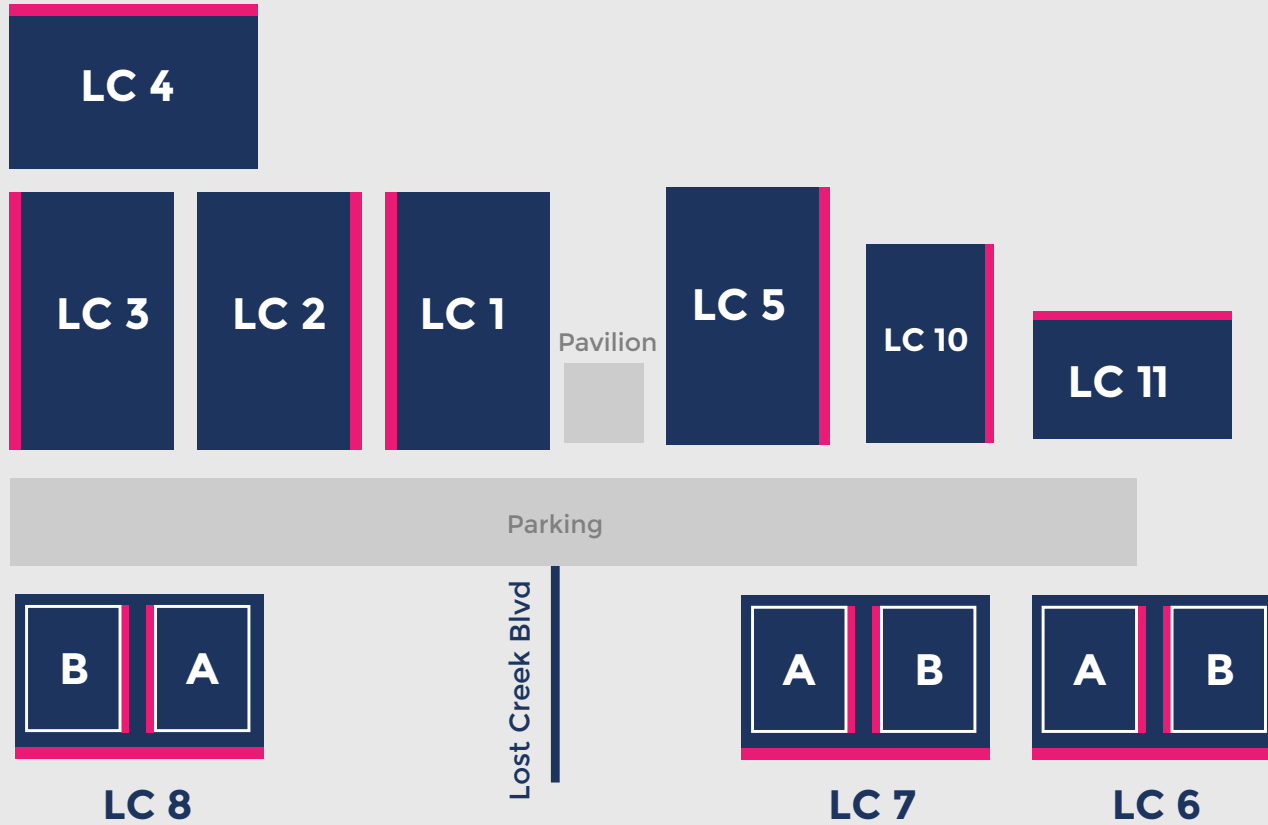 LC 4
LC 3
LC 2
LC 1
Pavilion
LC 5
LC 10
LC 11
Parking
Lost Creek Blvd
B
A
A
B
A
B
LC 8
LC 7
LC 6